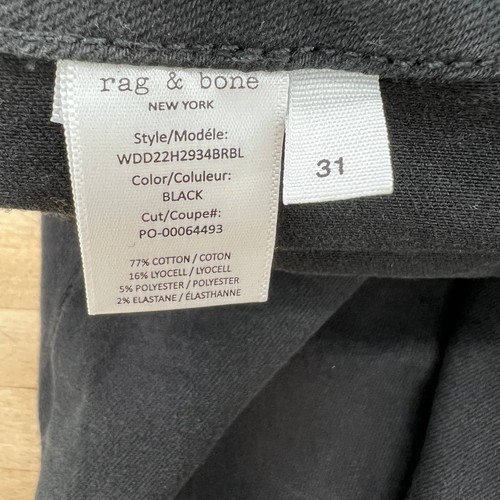 rag & bone
NEW YORK
Style/Modéle:
WDD22H2934BRBL
Color/Coluleur:
BLACK
Cut/Coupe#:
PO-00064493
77% COTTON / COTON
16% LYOCELL / LYOCELL
5% POLYESTER / POLYESTER
2% ELASTANE / ÉLASTHANNE
31